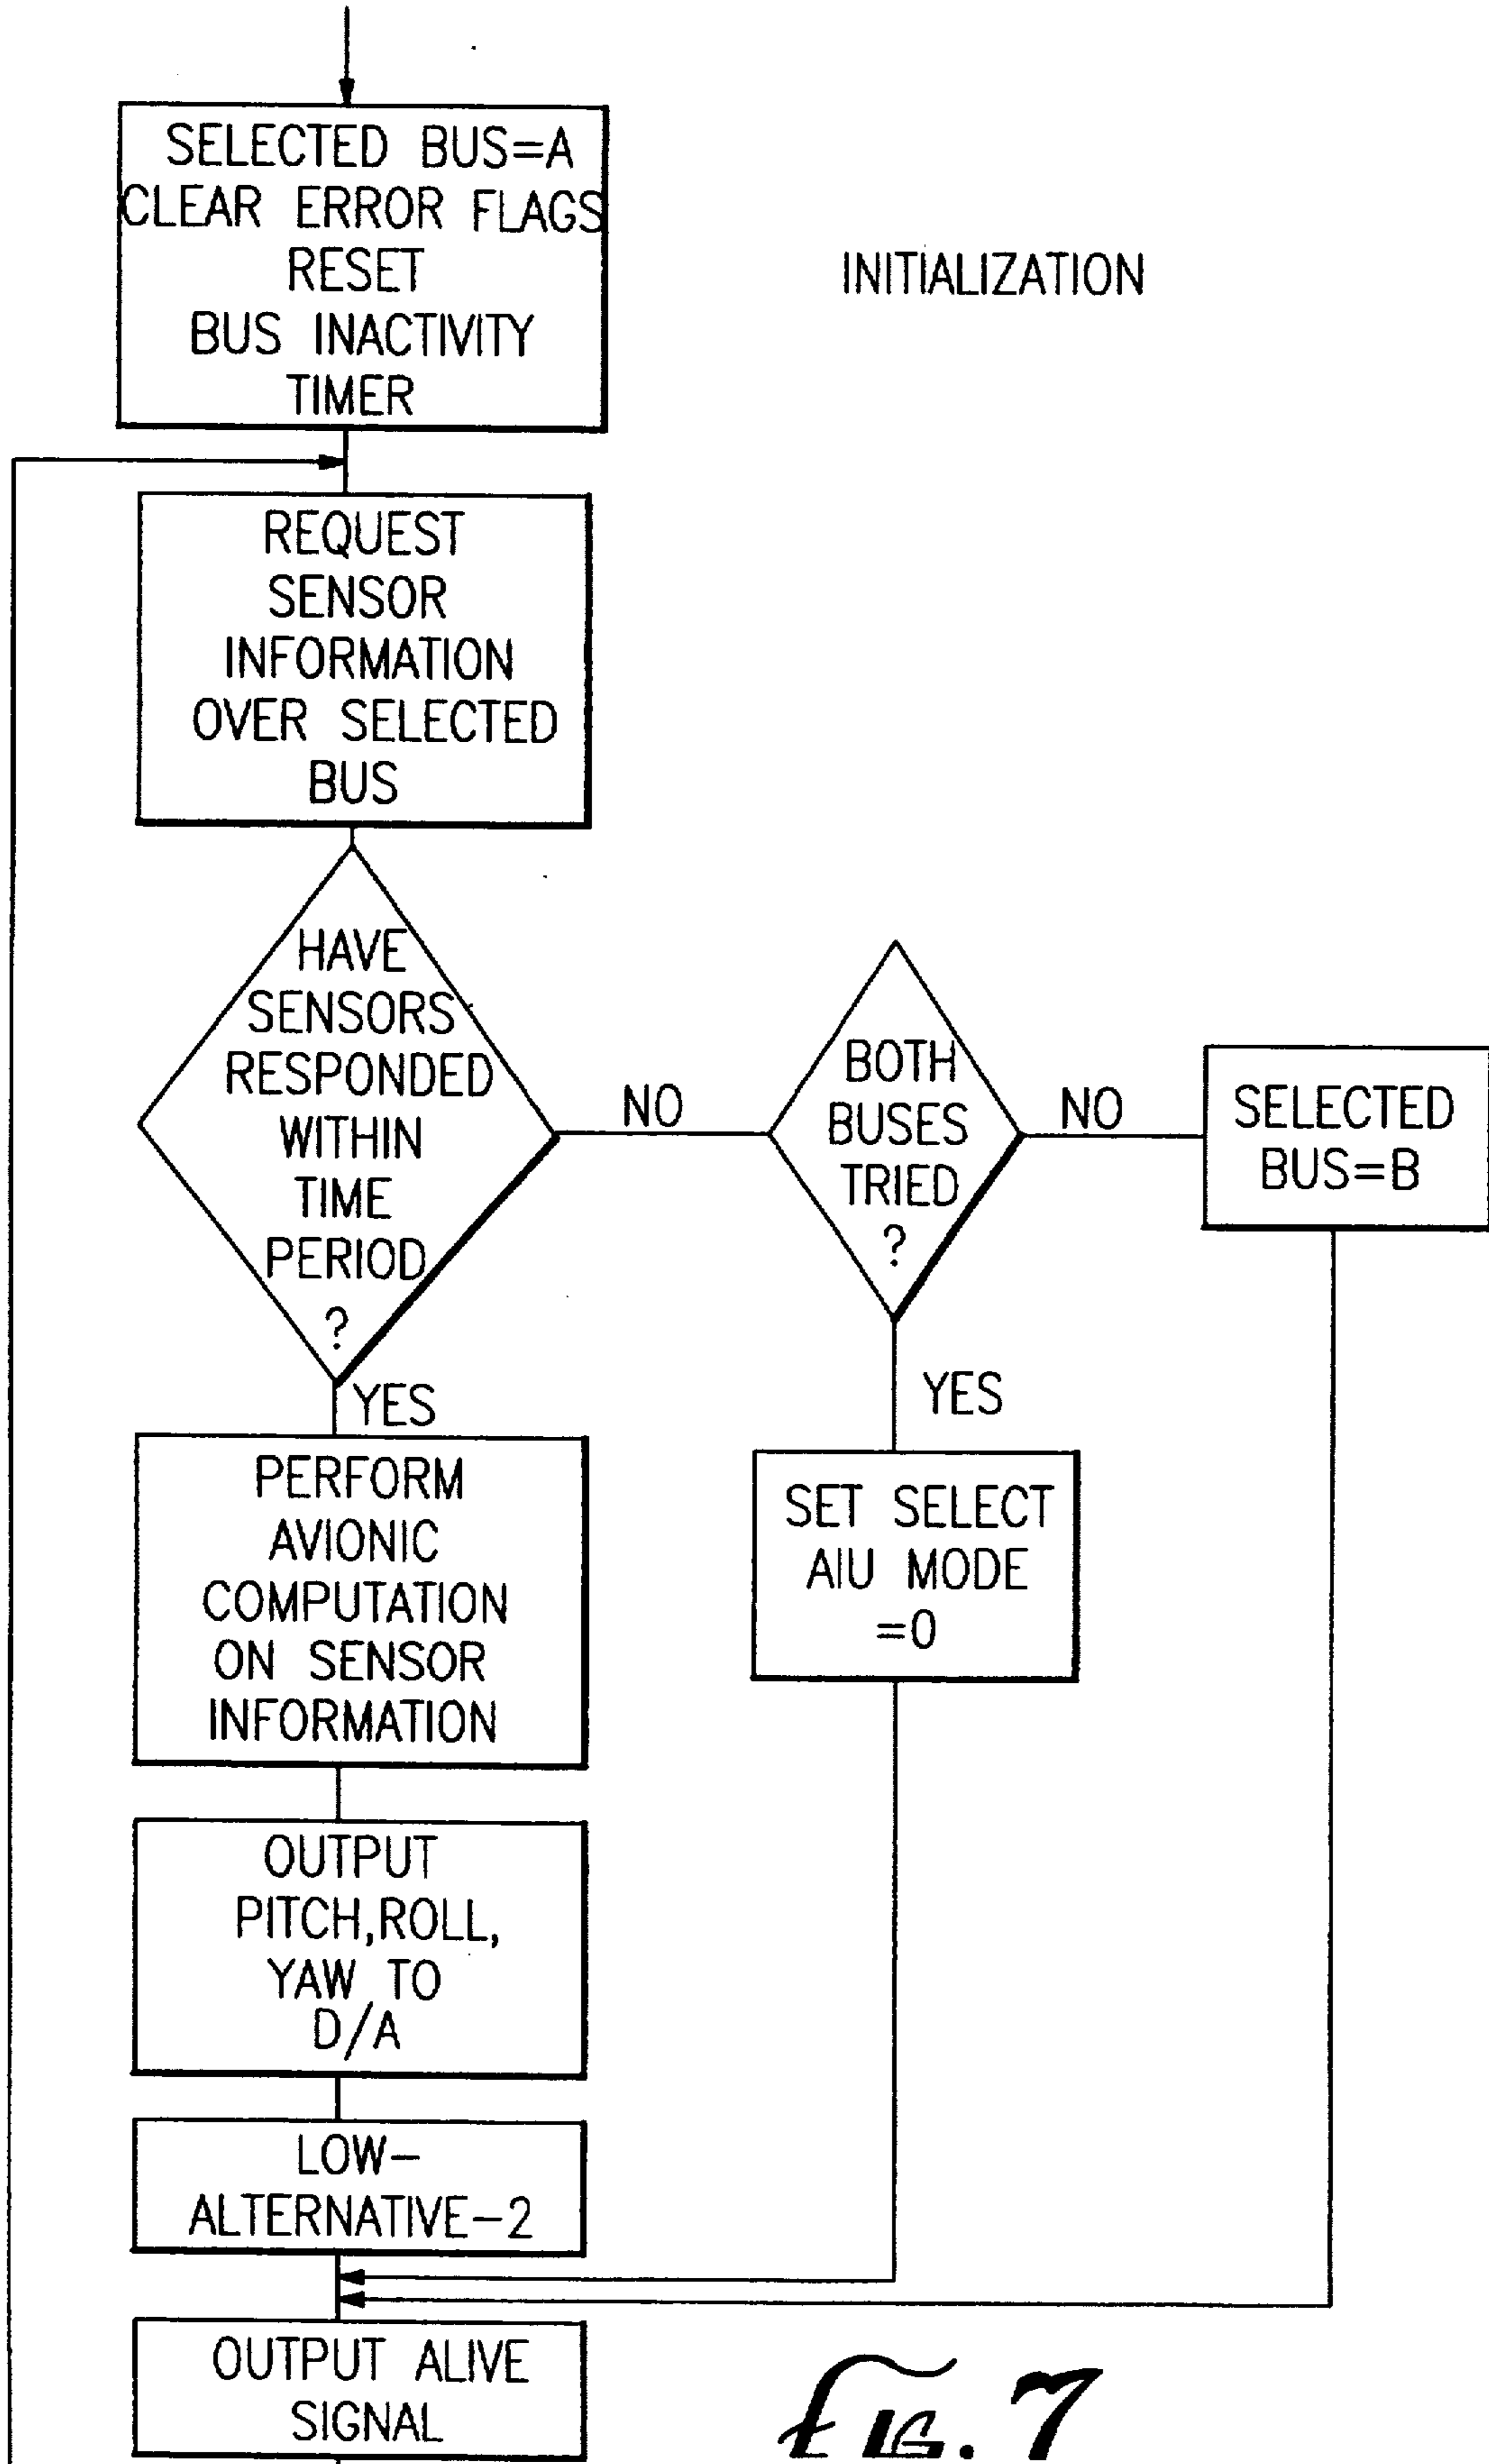 SELECTED BUS=A
CLEAR ERROR FLAGS
RESET
BUS INACTIVITY
TIMER
INITIALIZATION
REQUEST
SENSOR
INFORMATION
OVER SELECTED
BUS
HAVE
SENSORS
RESPONDED
WITHIN
TIME
PERIOD
?
NO
BOTH
BUSES
TRIED
?
NO
SELECTED
BUS=B
YES
YES
PERFORM
AVIONIC
COMPUTATION
ON SENSOR
INFORMATION
SET SELECT
AIU MODE
=0
OUTPUT
PITCH,ROLL,
YAW TO
D/A
LOW-
ALTERNATIVE-2
OUTPUT ALIVE
SIGNAL
FIG. 7